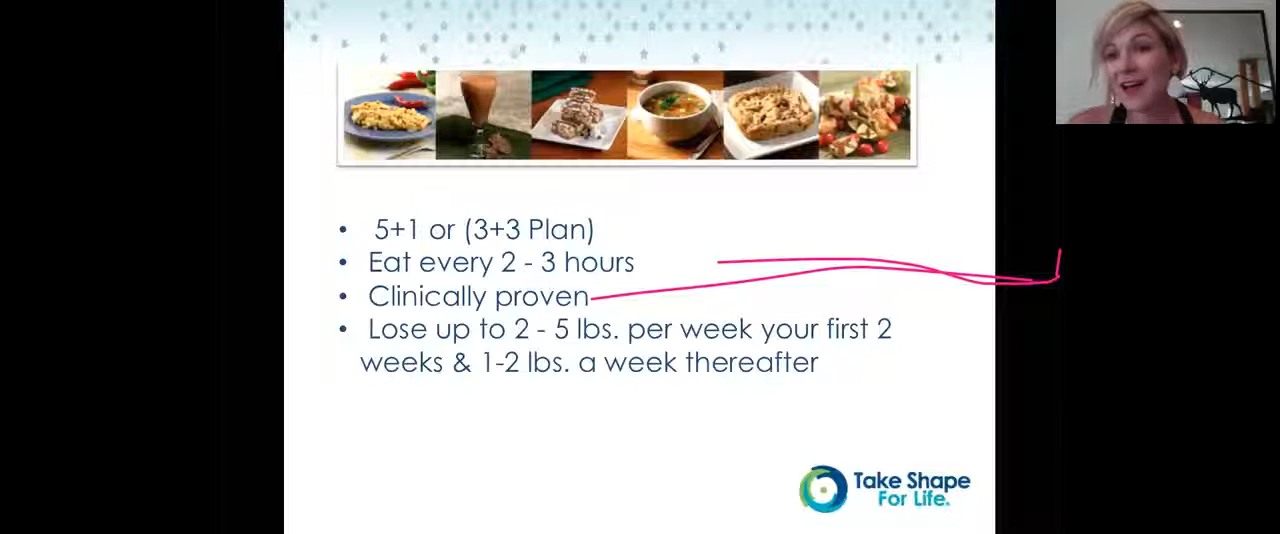 • 5+1 or (3+3 Plan)
• Eat every 2 - 3 hours
• Clinically proven
• Lose up to 2 - 5 lbs. per week your first 2
weeks & 1-2 lbs. a week thereafter
Take Shape
For Life.